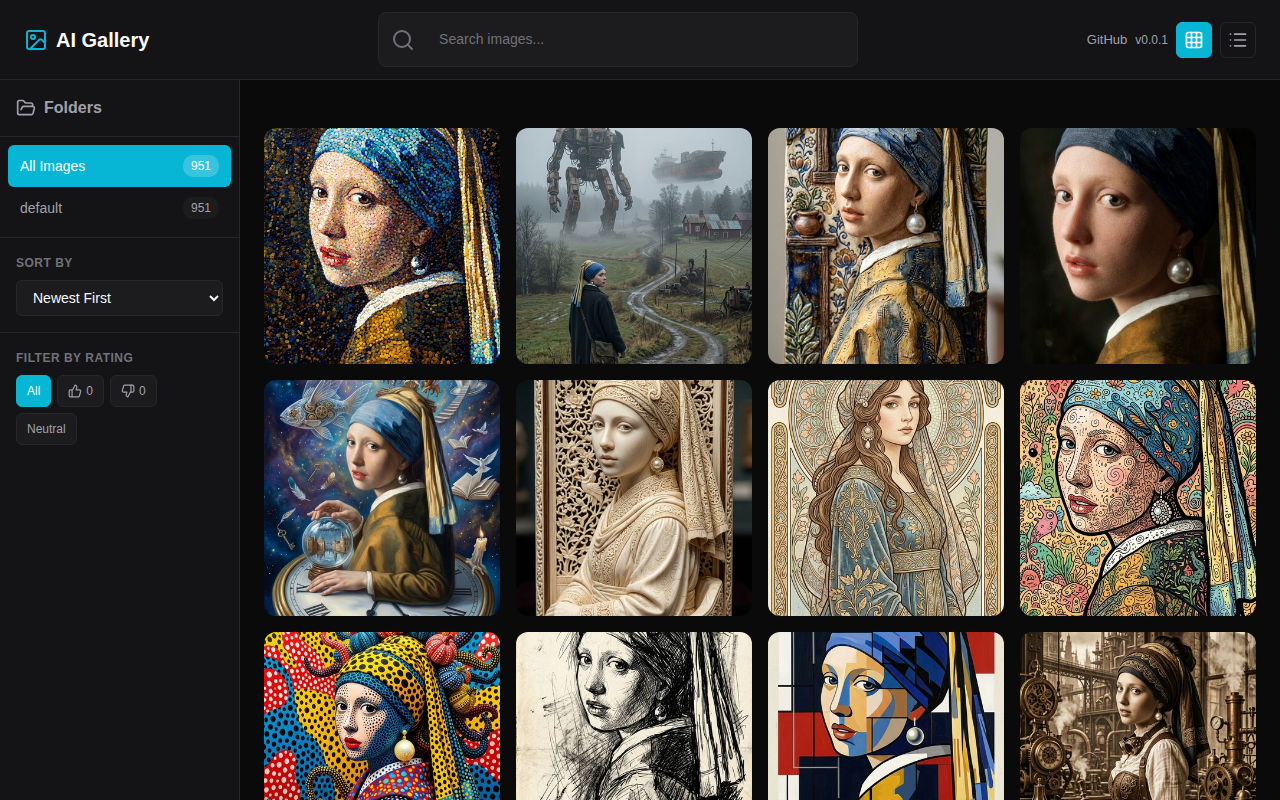 AI Gallery
Search images...
GitHub v0.0.1
Folders
All Images 951
default 951
SORT BY
Newest First
FILTER BY RATING
All 0 0
Neutral